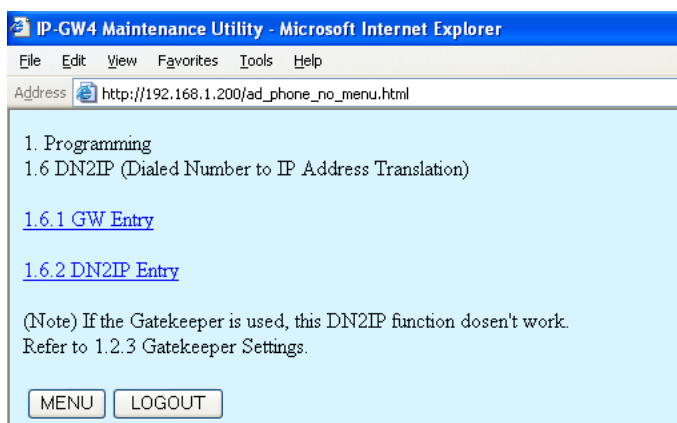 IP-GW4 Maintenance Utility - Microsoft Internet Explorer
File Edit View Favorites Tools Help
Address http://192.168.1.200/ad_phone_no_menu.html
1. Programming
1.6 DN2IP (Dialed Number to IP Address Translation)
1.6.1 GW Entry
1.6.2 DN2IP Entry
(Note) If the Gatekeeper is used, this DN2IP function dosen't work.
Refer to 1.2.3 Gatekeeper Settings.
MENU LOGOUT